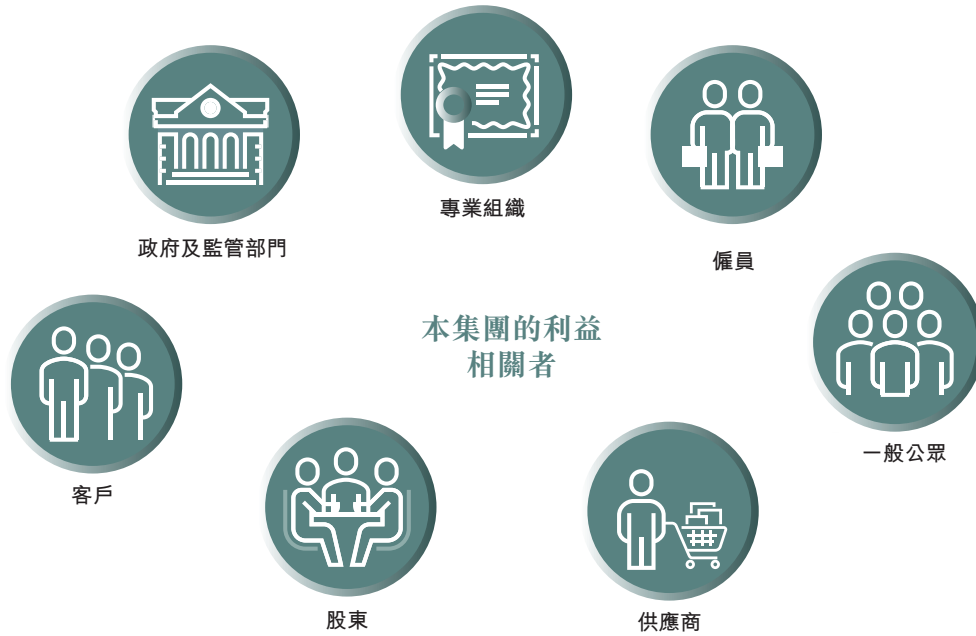 專業組織
政府及監管部門
僱員
本集團的利益
相關者
一般公眾
客戶
股東
供應商